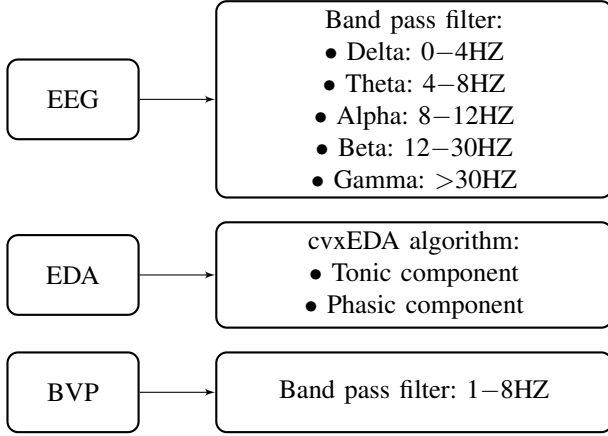 EEG
Band pass filter:
• Delta: 0−4HZ
• Theta: 4−8HZ
• Alpha: 8−12HZ
• Beta: 12−30HZ
• Gamma: >30HZ
EDA
cvxEDA algorithm:
• Tonic component
• Phasic component
BVP
Band pass filter: 1−8HZ